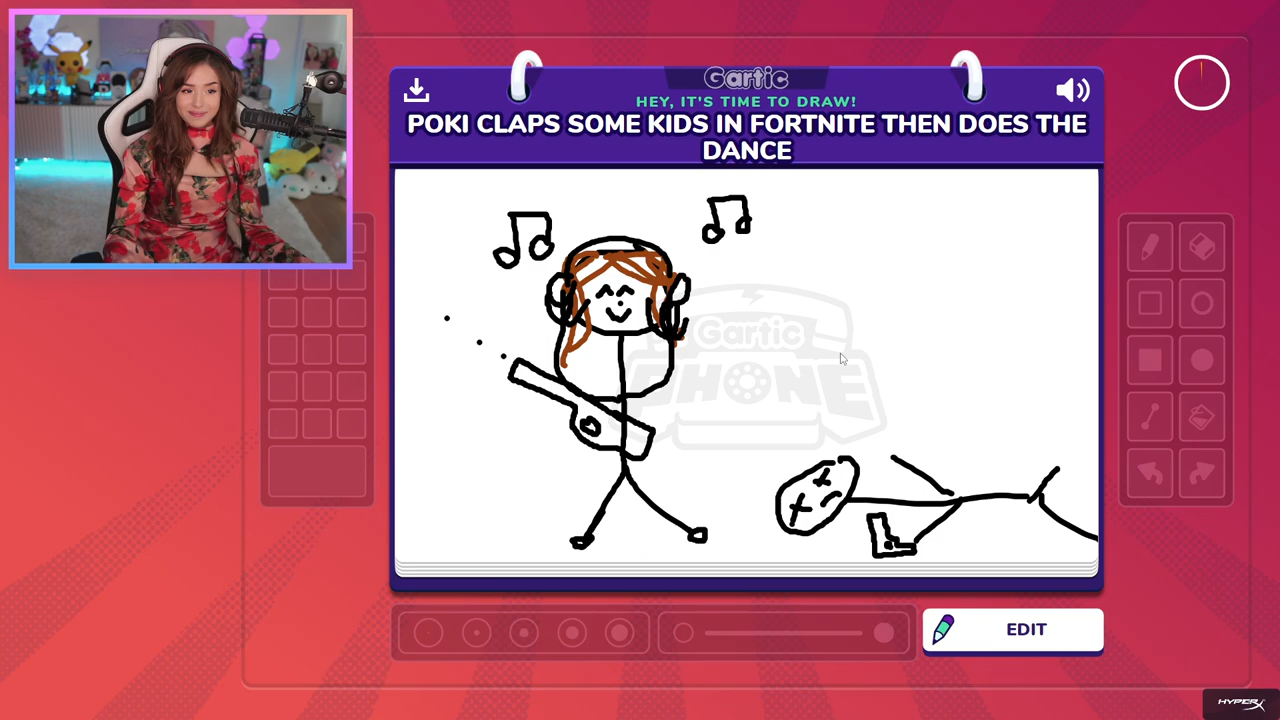 Gartic
HEY, IT'S TIME TO DRAW!
POKI CLAPS SOME KIDS IN FORTNITE THEN DOES THE
DANCE
Gartic
PHONE
EDIT
HYPERX